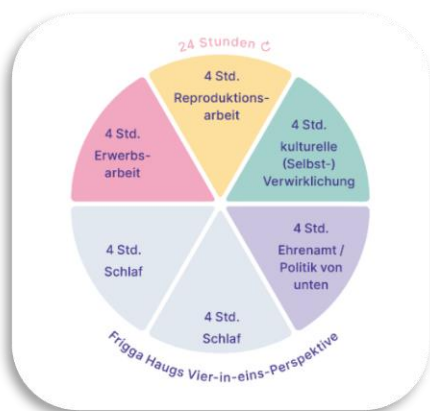 24 Stunden
4 Std.
Reproduktions-
arbeit
4 Std.
Erwerbs-
arbeit
4 Std.
kulturelle
(Selbst-)
Verwirklichung
4 Std.
Schlaf
4 Std.
Ehrenamt /
Politik von
unten
4 Std.
Schlaf
Frigga Haugs Vier-in-eins-Perspektive